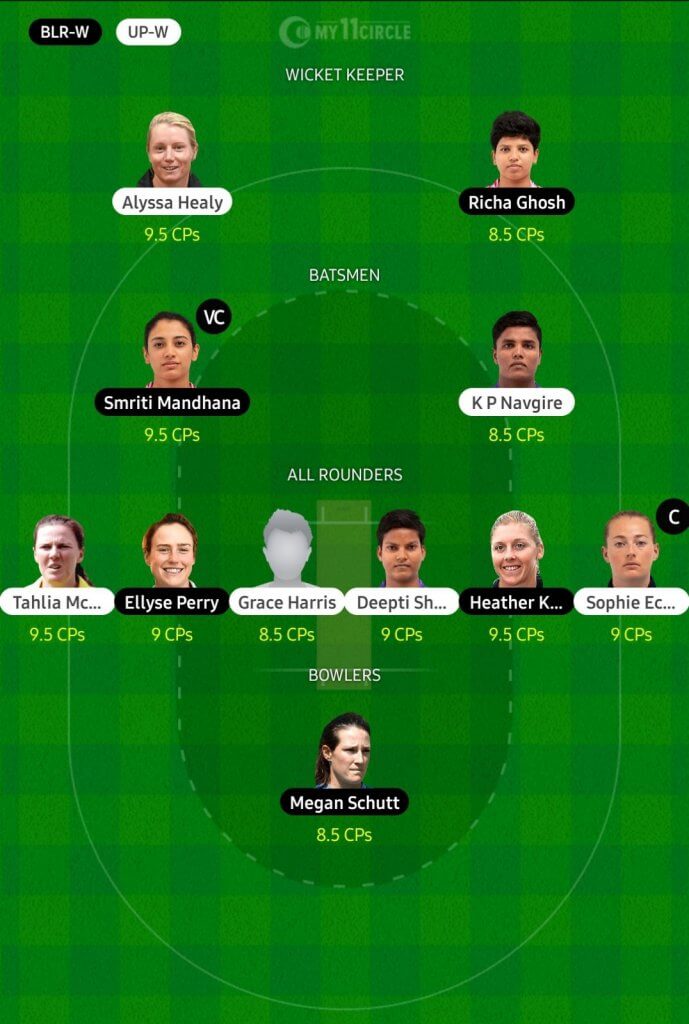 BLR-W UP-W
MY11CIRCLE
WICKET KEEPER
Alyssa Healy Richa Ghosh
9.5 CPs 8.5 CPs
BATSMEN
VC
Smriti Mandhana K P Navgire
9.5 CPs 8.5 CPs
ALL ROUNDERS
C
Tahlia Mc... Ellyse Perry Grace Harris Deepti Sh... Heather K... Sophie Ec...
9.5 CPs 9 CPs 8.5 CPs 9 CPs 9.5 CPs 9 CPs
BOWLERS
Megan Schutt
8.5 CPs